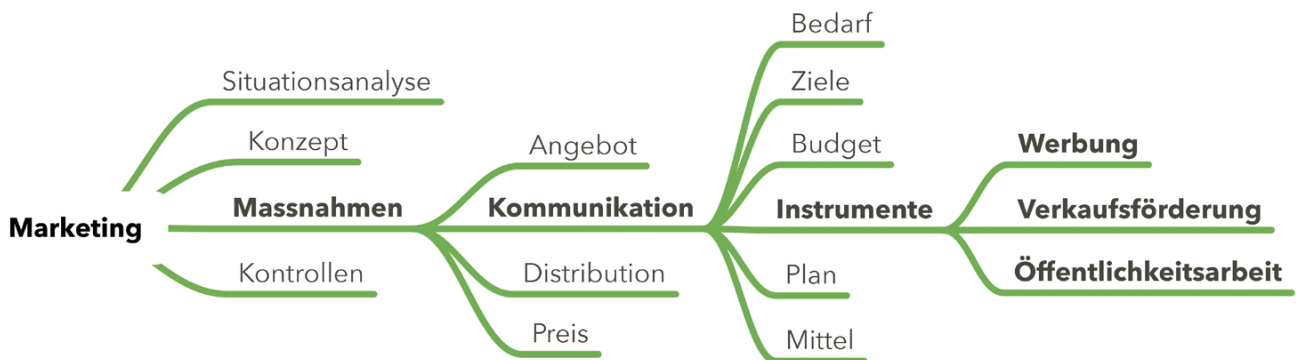 Marketing
Situationsanalyse
Konzept
Massnahmen
Kontrollen
Angebot
Kommunikation
Distribution
Preis
Bedarf
Ziele
Budget
Instrumente
Plan
Mittel
Werbung
Verkaufsförderung
Öffentlichkeitsarbeit